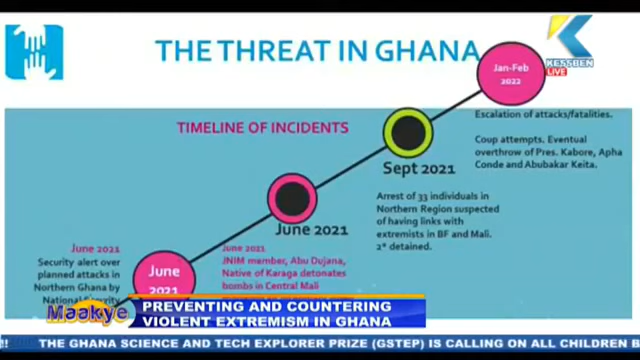 THE THREAT IN GHANA
KESSBEN
LIVE
Jan-Feb
2022
TIMELINE OF INCIDENTS
Escalation of attacks/fatalities.
Coup attempts. Eventual
overthrow of Pres. Kabore, Apha
Conde and Abubakar Keita.
Sept 2021
Arrest of 33 individuals in
Northern Region suspected
of having links with
extremists in BF and Mali.
2* detained.
June 2021
June 2021
JNIM member, Abu Dujana,
Native of Karaga detonates
bombs in Central Mali
June 2021
Security alert over
planned attacks in
Northern Ghana by
National Security
June
2021
Maakye
PREVENTING AND COUNTERING
VIOLENT EXTREMISM IN GHANA
THE GHANA SCIENCE AND TECH EXPLORER PRIZE (GSTEP) IS CALLING ON ALL CHILDREN B